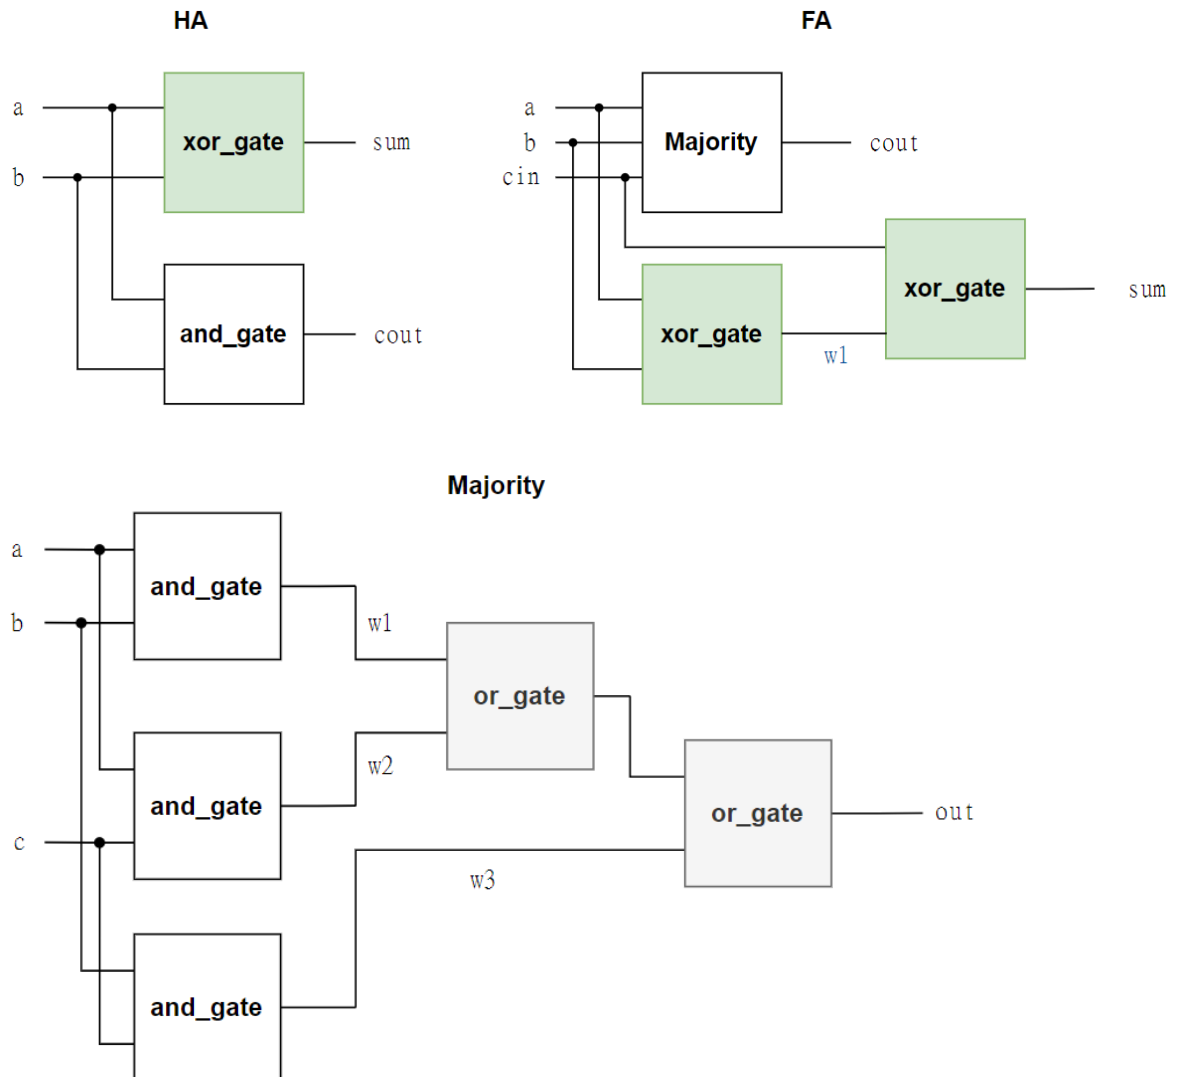 HA
a
b
xor_gate
sum
and_gate
cout
FA
a
b
cin
Majority
cout
xor_gate
w1
xor_gate
sum
Majority
a
b
c
and_gate
w1
and_gate
w2
and_gate
w3
or_gate
or_gate
out